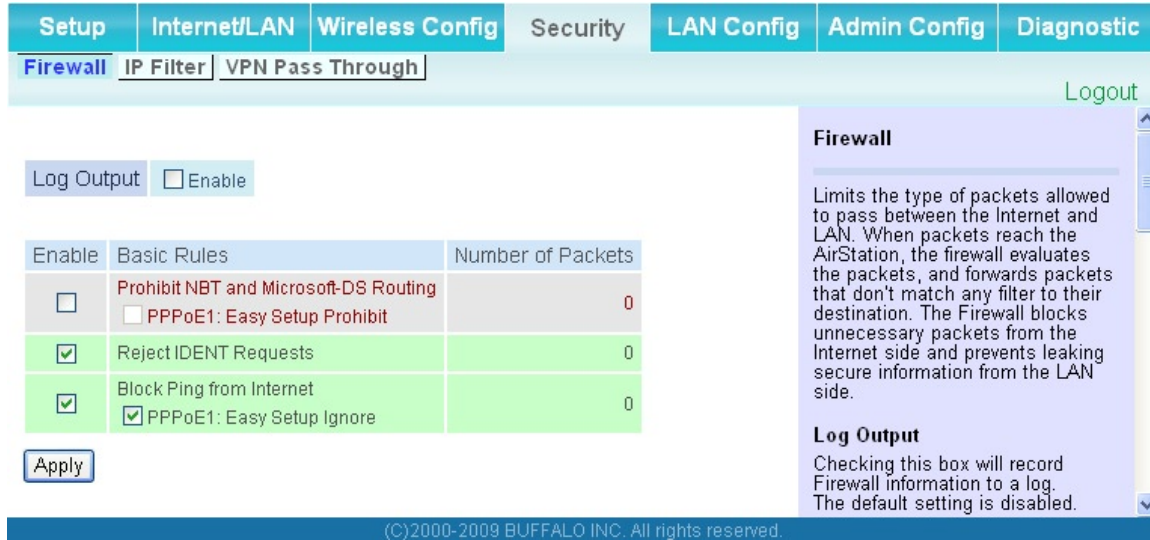 Setup Internet/LAN Wireless Config Security LAN Config Admin Config Diagnostic
Firewall IP Filter VPN Pass Through
Logout
Log Output Enable
Enable Basic Rules Number of Packets
Prohibit NBT and Microsoft-DS Routing
PPPoE1: Easy Setup Prohibit
0
Reject IDENT Requests 0
Block Ping from Internet
PPPoE1: Easy Setup Ignore
0
Apply
Firewall
Limits the type of packets allowed
to pass between the Internet and
LAN. When packets reach the
AirStation, the firewall evaluates
the packets, and forwards packets
that don't match any filter to their
destination. The Firewall blocks
unnecessary packets from the
Internet side and prevents leaking
secure information from the LAN
side.
Log Output
Checking this box will record
Firewall information to a log.
The default setting is disabled.
(C)2000-2009 BUFFALO INC. All rights reserved.